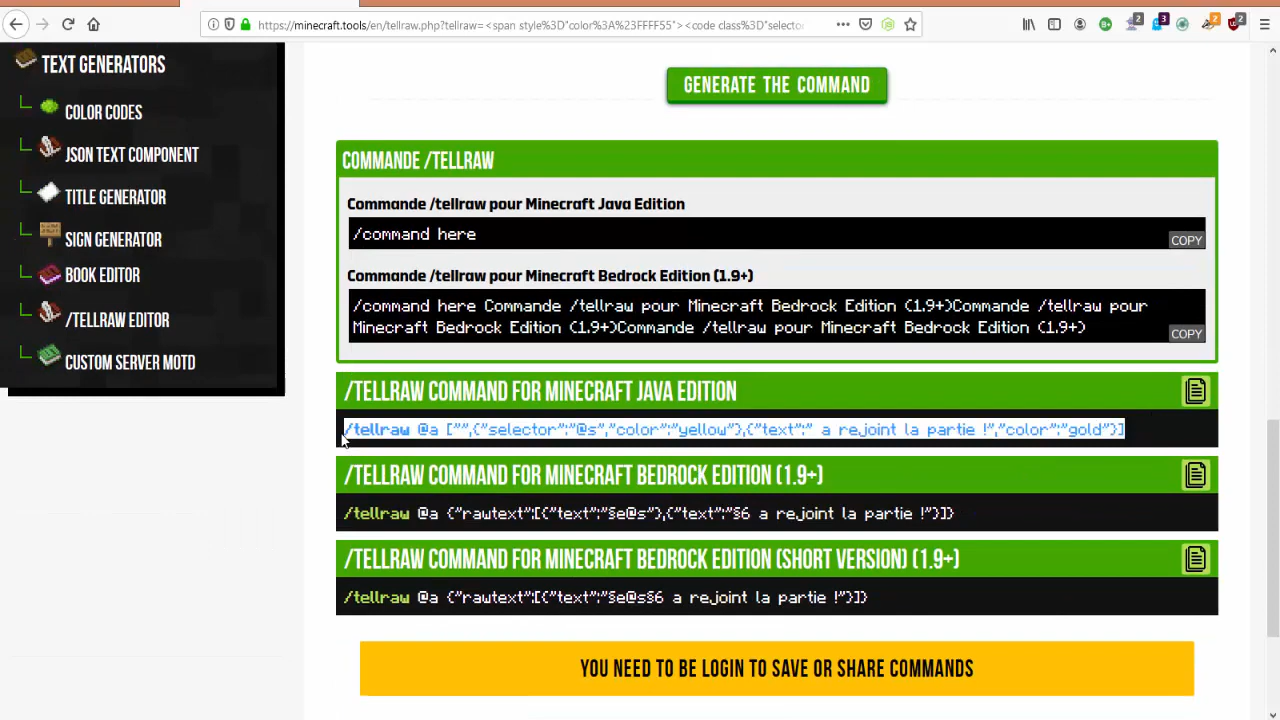 https://minecraft.tools/en/tellraw.php?tellraw=<span style%3D"color%3A%23FFFF55"><code class%3D"selector
2
3
2
2
TEXT GENERATORS
COLOR CODES
JSON TEXT COMPONENT
TITLE GENERATOR
SIGN GENERATOR
BOOK EDITOR
/TELLRAW EDITOR
CUSTOM SERVER MOTD
GENERATE THE COMMAND
COMMANDE /TELLRAW
Commande /tellraw pour Minecraft Java Edition
/command here
COPY
Commande /tellraw pour Minecraft Bedrock Edition (1.9+)
/command here Commande /tellraw pour Minecraft Bedrock Edition (1.9+)Commande /tellraw pour
Minecraft Bedrock Edition (1.9+)Commande /tellraw pour Minecraft Bedrock Edition (1.9+)
COPY
/TELLRAW COMMAND FOR MINECRAFT JAVA EDITION
/tellraw @a ["",{"selector":"@s","color":"yellow"},{"text":" a rejoint la partie !","color":"gold"}]
/TELLRAW COMMAND FOR MINECRAFT BEDROCK EDITION (1.9+)
/tellraw @a {"rawtext":[{"text":"§e@s"},{"text":"§6 a rejoint la partie !"}]}
/TELLRAW COMMAND FOR MINECRAFT BEDROCK EDITION (SHORT VERSION) (1.9+)
/tellraw @a {"rawtext":[{"text":"§e@s§6 a rejoint la partie !"}]}
YOU NEED TO BE LOGIN TO SAVE OR SHARE COMMANDS